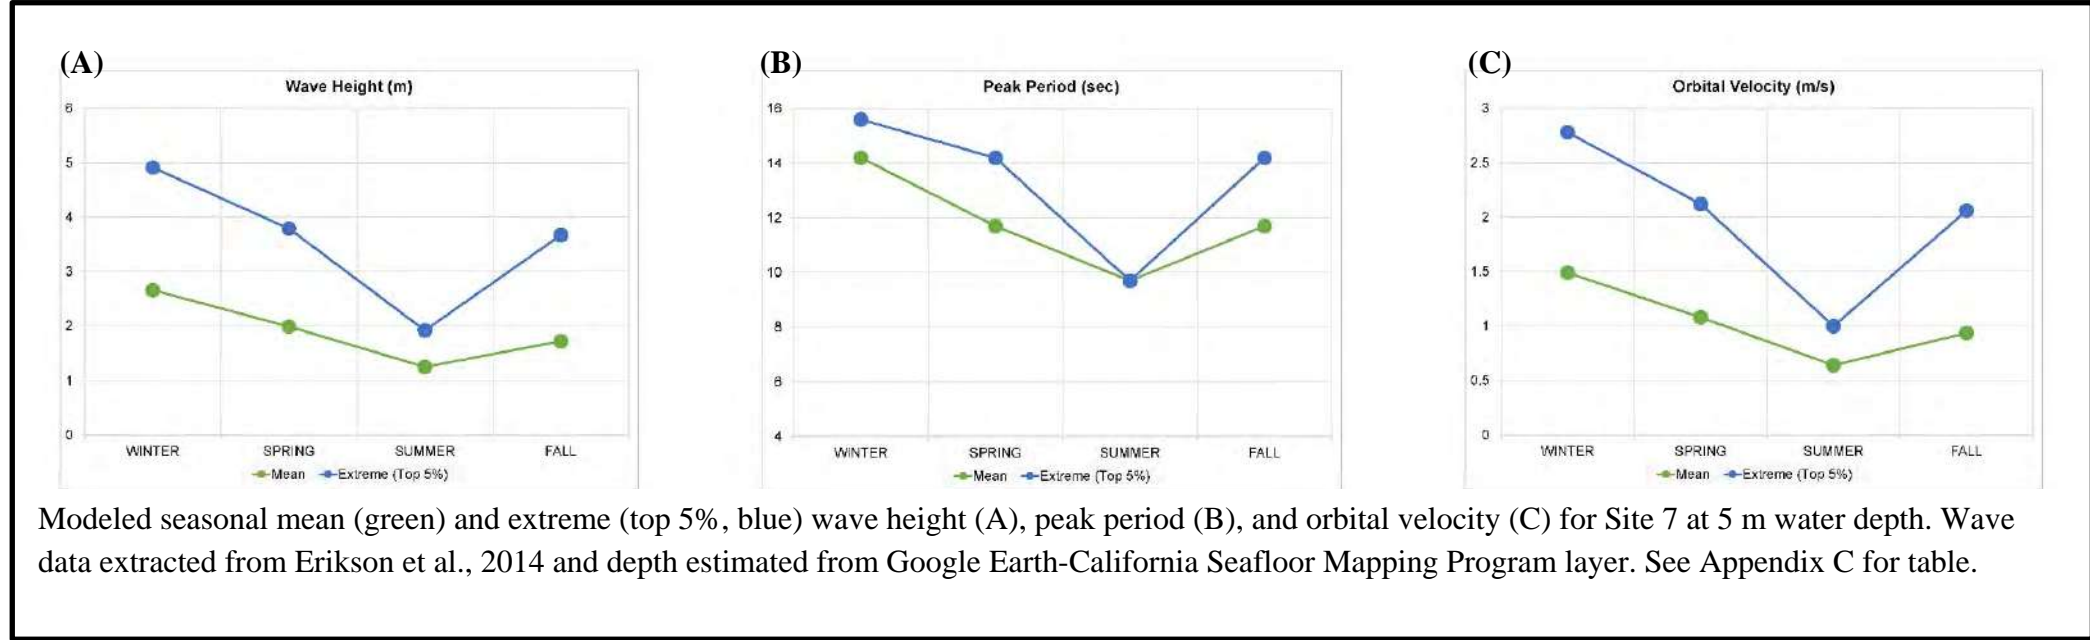 (A)
Wave Height (m)
6
5
4
3
2
1
0
WINTER SPRING SUMMER FALL
Mean Extreme (Top 5%)
(B)
Peak Period (sec)
16
14
12
10
8
6
4
WINTER SPRING SUMMER FALL
Mean Extreme (Top 5%)
(C)
Orbital Velocity (m/s)
3
2.5
2
1.5
1
0.5
0
WINTER SPRING SUMMER FALL
Mean Extreme (Top 5%)
Modeled seasonal mean (green) and extreme (top 5%, blue) wave height (A), peak period (B), and orbital velocity (C) for Site 7 at 5 m water depth. Wave
data extracted from Erikson et al., 2014 and depth estimated from Google Earth-California Seafloor Mapping Program layer. See Appendix C for table.